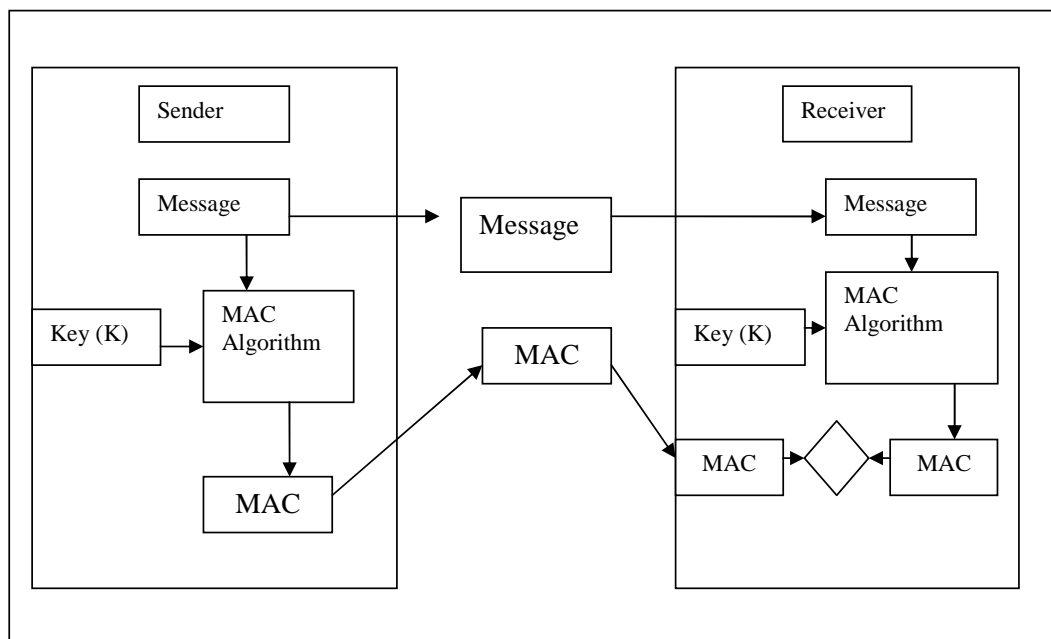 Sender
Receiver
Message
Message
Message
MAC
Algorithm
Key (K)
MAC
MAC
Algorithm
Key (K)
MAC
MAC
MAC